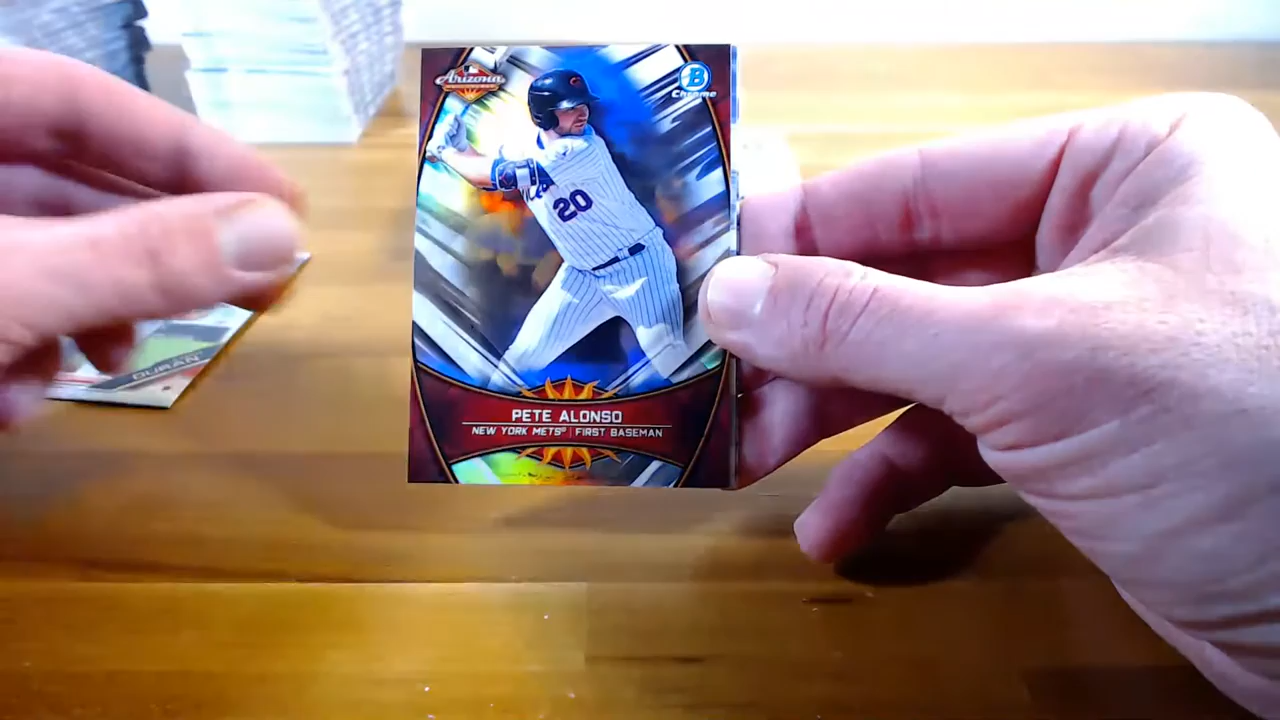 Arizona
B
Chrome
20
PETE ALONSO
NEW YORK METS® | FIRST BASEMAN
DURAN